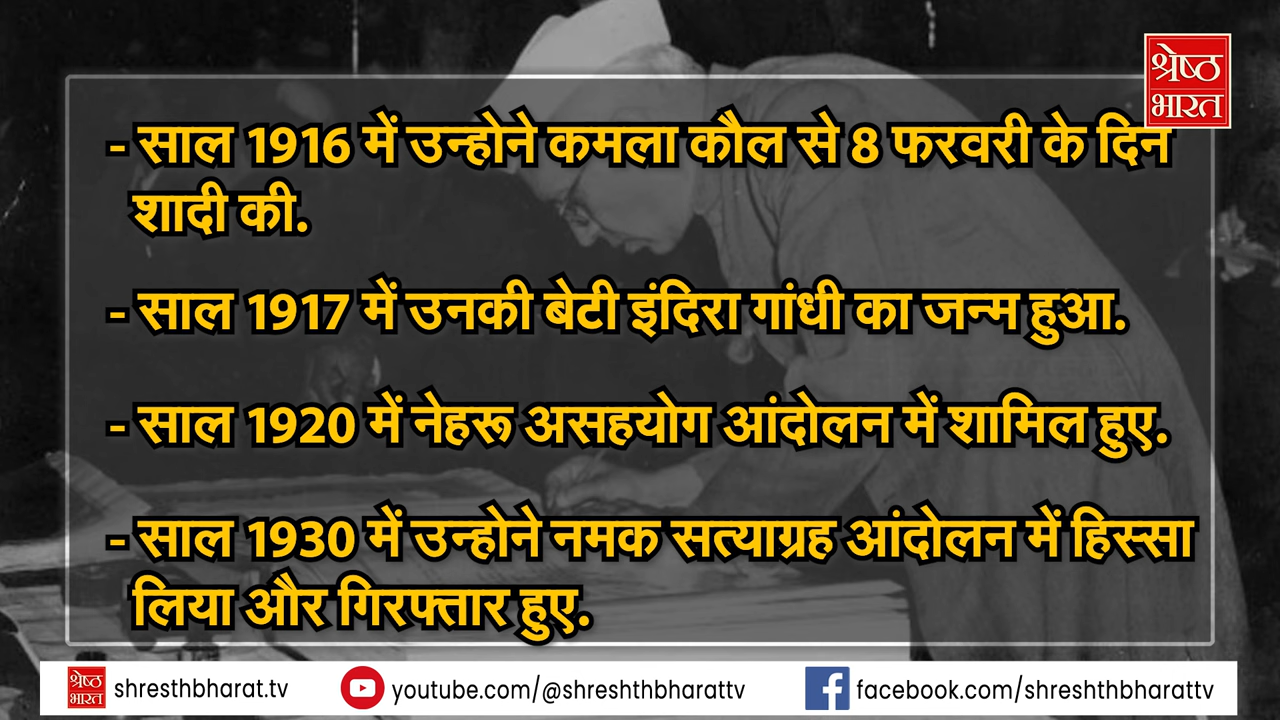 श्रेष्ठ
भारत
- साल 1916 में उन्होने कमला कौल से 8 फरवरी के दिन
शादी की.
- साल 1917 में उनकी बेटी इंदिरा गांधी का जन्म हुआ.
- साल 1920 में नेहरू असहयोग आंदोलन में शामिल हुए.
- साल 1930 में उन्होने नमक सत्याग्रह आंदोलन में हिस्सा
लिया और गिरफ्तार हुए.
श्रेष्ठ
भारत
shresthbharat.tv
youtube.com/@shreshthbharattv
facebook.com/shreshthbharattv